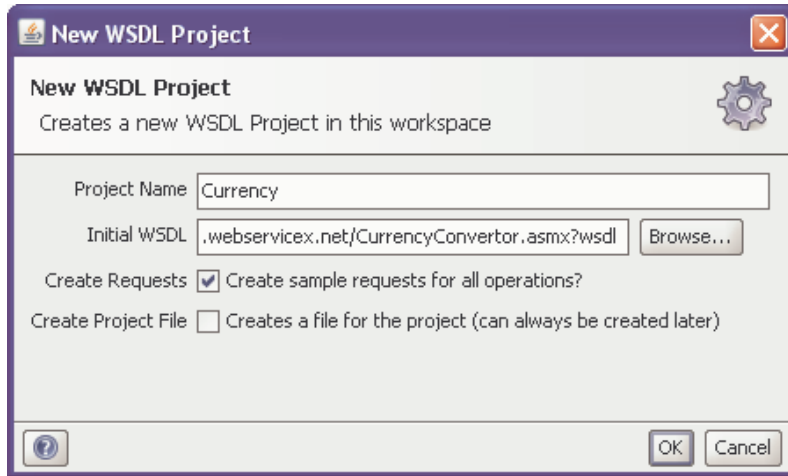 New WSDL Project
New WSDL Project
Creates a new WSDL Project in this workspace
Project Name Currency
Initial WSDL .webservicex.net/CurrencyConvertor.asmx?wsdl Browse...
Create Requests Create sample requests for all operations?
Create Project File Creates a file for the project (can always be created later)
? OK Cancel